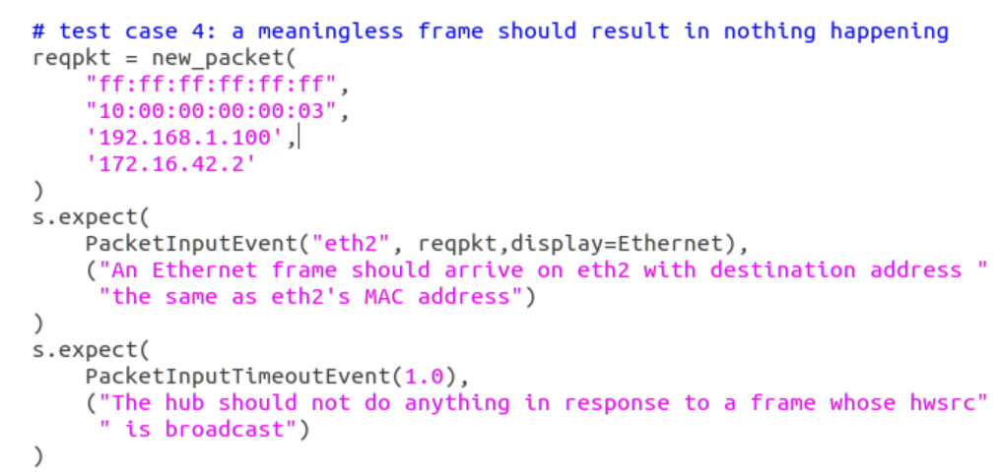 # test case 4: a meaningless frame should result in nothing happening
reqpkt = new_packet(
    "ff:ff:ff:ff:ff:ff",
    "10:00:00:00:00:03",
    '192.168.1.100',
    '172.16.42.2'
)
s.expect(
    PacketInputEvent("eth2", reqpkt,display=Ethernet),
    ("An Ethernet frame should arrive on eth2 with destination address "
     "the same as eth2's MAC address")
)
s.expect(
    PacketInputTimeoutEvent(1.0),
    ("The hub should not do anything in response to a frame whose hwsrc"
     " is broadcast")
)